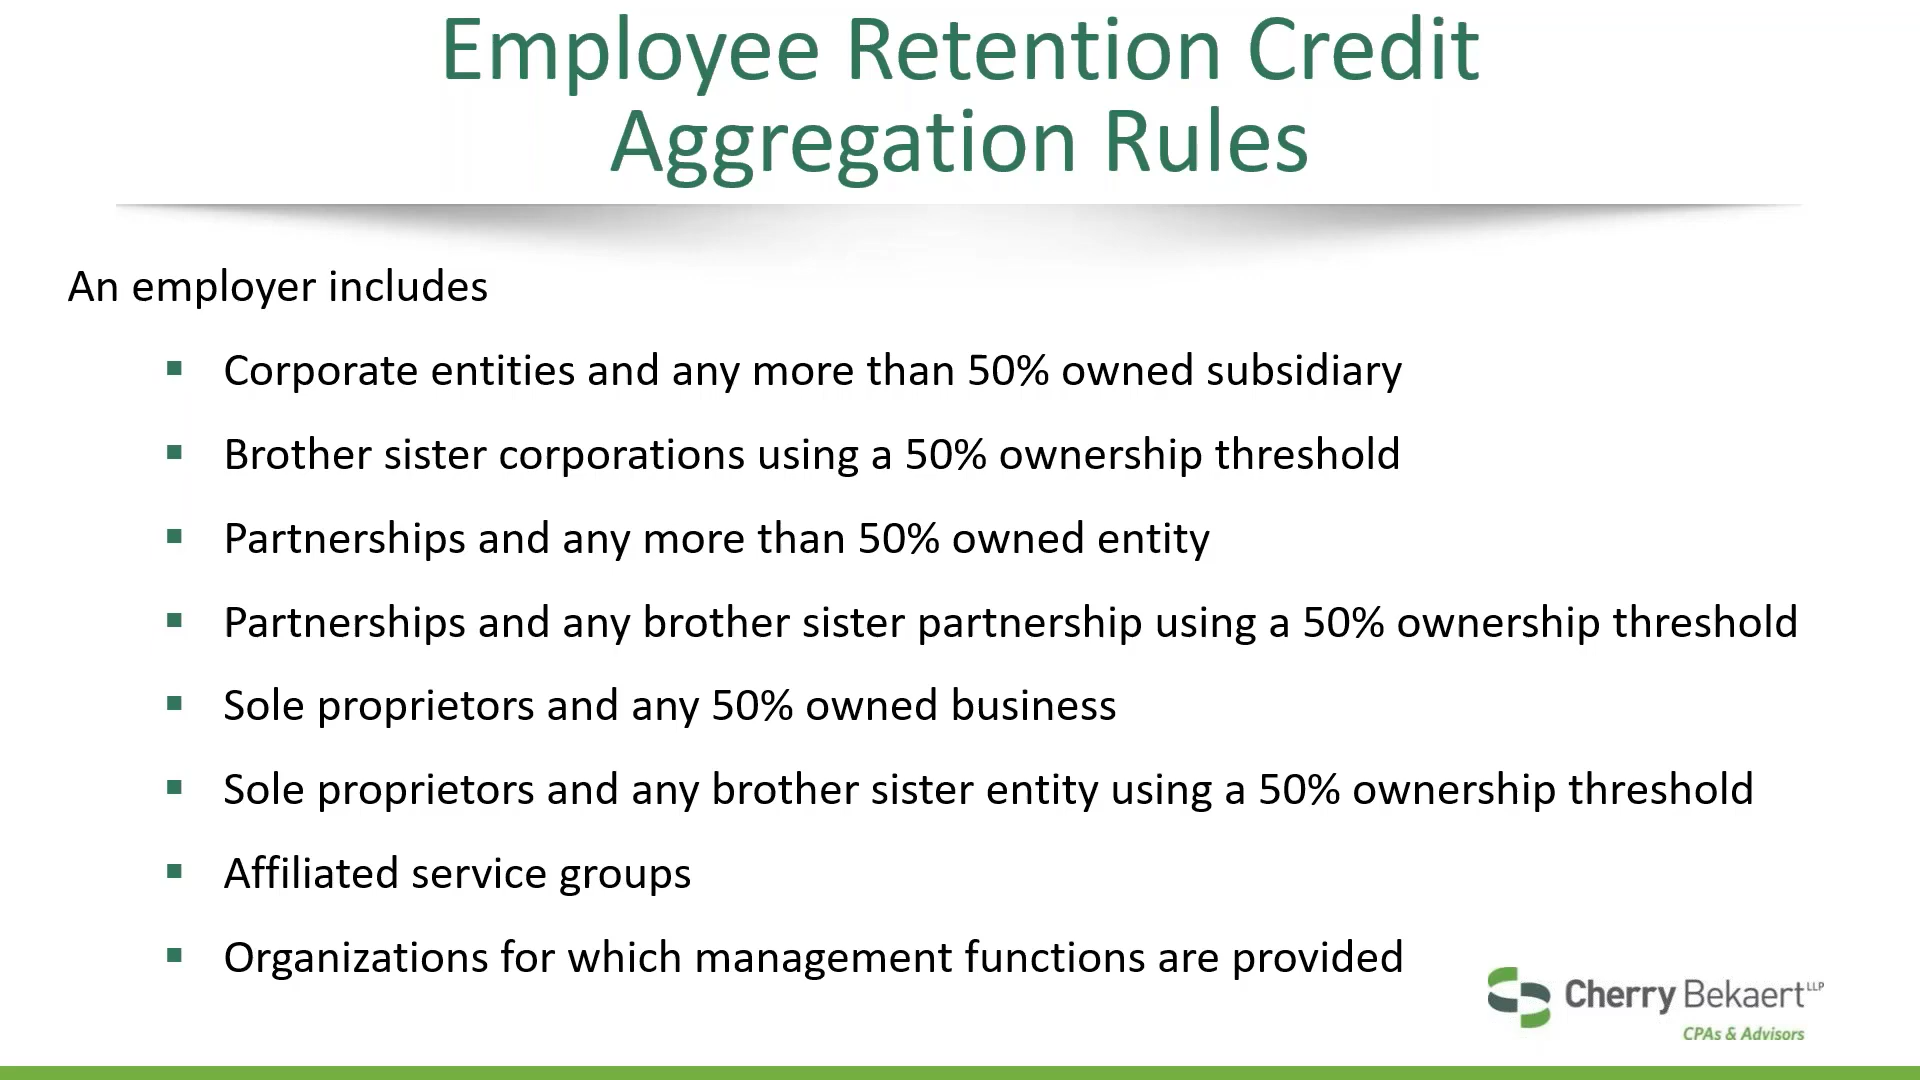 Employee Retention Credit
Aggregation Rules
An employer includes
▪ Corporate entities and any more than 50% owned subsidiary
▪ Brother sister corporations using a 50% ownership threshold
▪ Partnerships and any more than 50% owned entity
▪ Partnerships and any brother sister partnership using a 50% ownership threshold
▪ Sole proprietors and any 50% owned business
▪ Sole proprietors and any brother sister entity using a 50% ownership threshold
▪ Affiliated service groups
▪ Organizations for which management functions are provided
Cherry Bekaert LLP
CPAs & Advisors